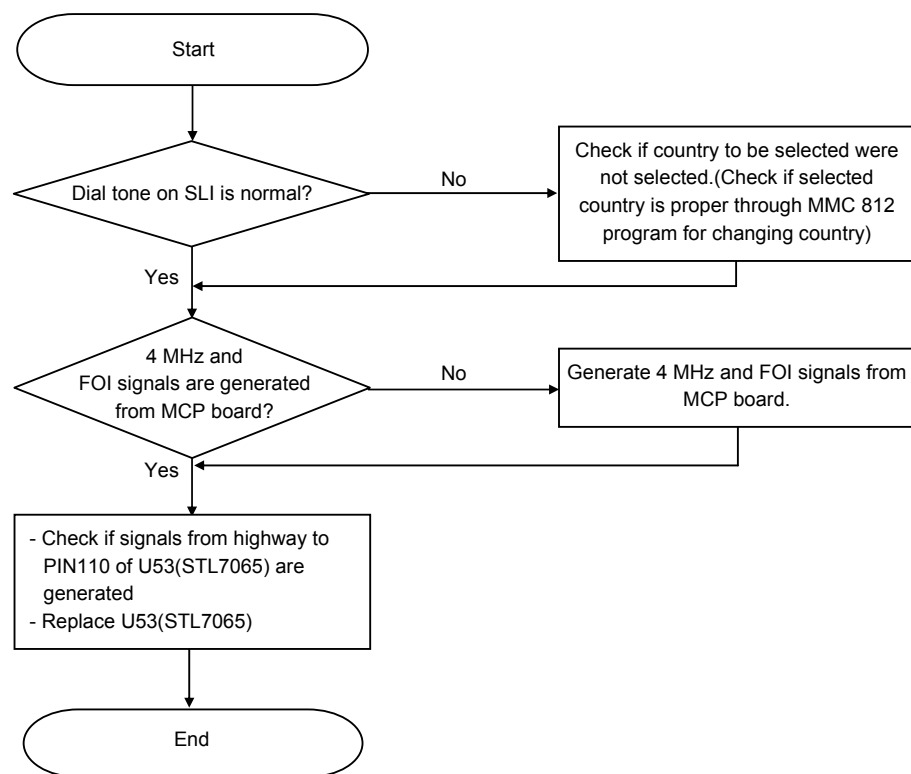 Start
Dial tone on SLI is normal?
No
Check if country to be selected were
not selected.(Check if selected
country is proper through MMC 812
program for changing country)
Yes
4 MHz and
FOI signals are generated
from MCP board?
No
Generate 4 MHz and FOI signals from
MCP board.
Yes
- Check if signals from highway to
PIN110 of U53(STL7065) are
generated
- Replace U53(STL7065)
End